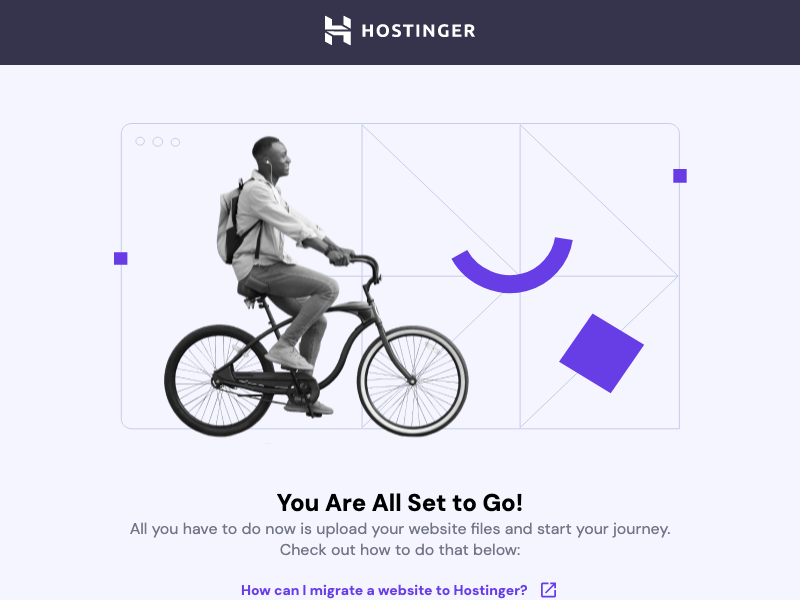 HOSTINGER
You Are All Set to Go!
All you have to do now is upload your website files and start your journey.
Check out how to do that below:
How can I migrate a website to Hostinger?